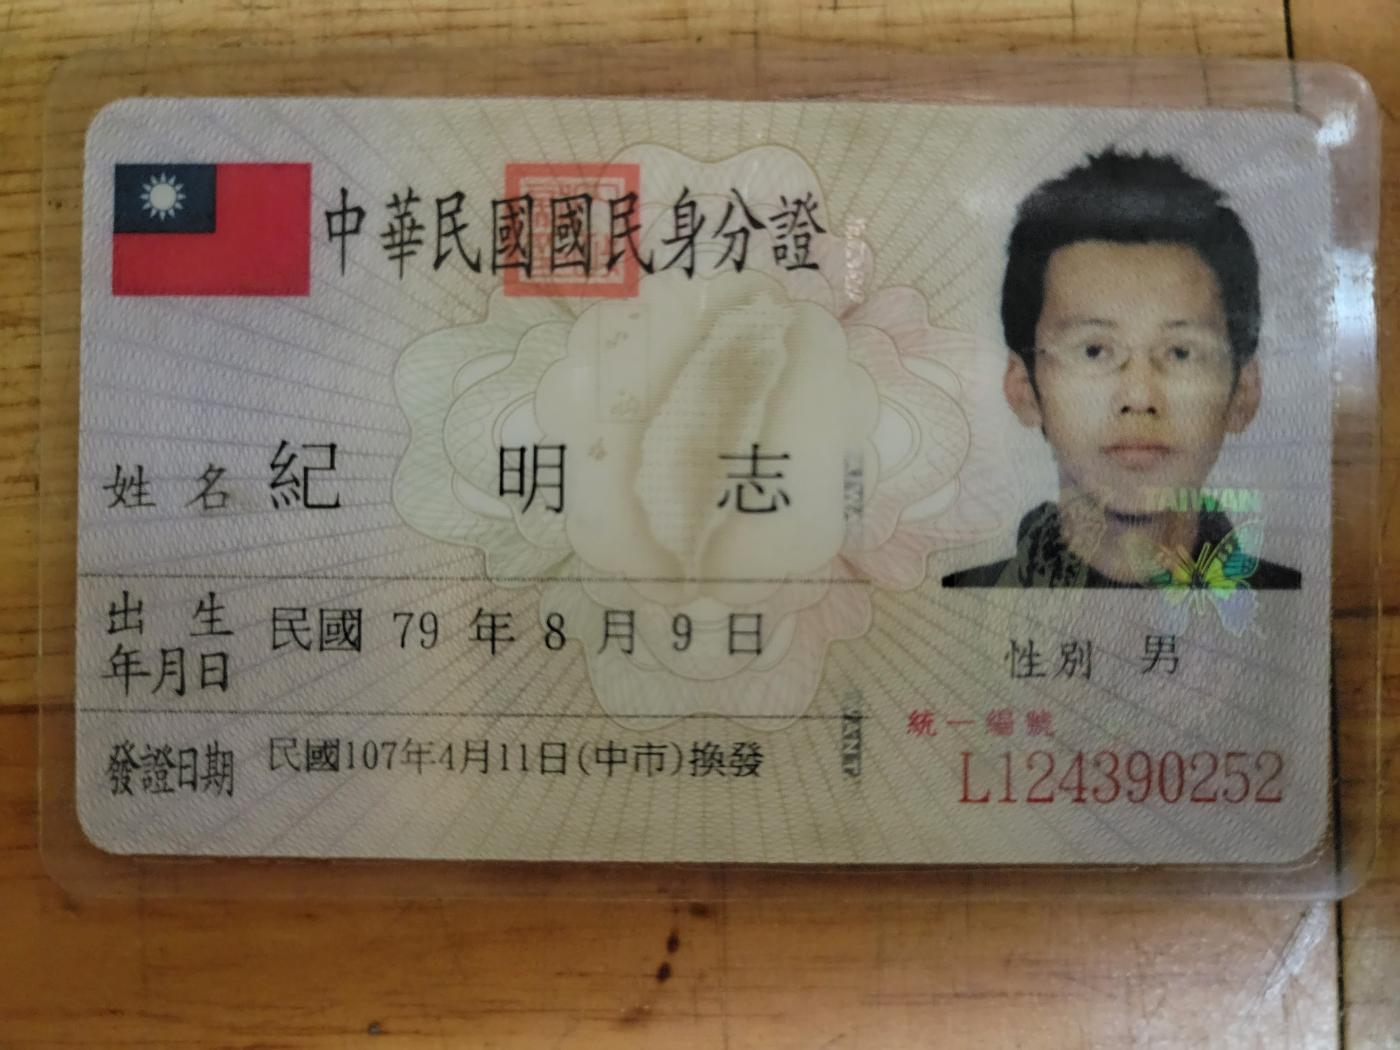 中華民國國民身分證
姓名 紀明志
出生年月日 民國 79 年 8 月 9 日
發證日期 民國107年4月11日(中市)換發
TAIWAN
性別 男
統一編號
L124390252